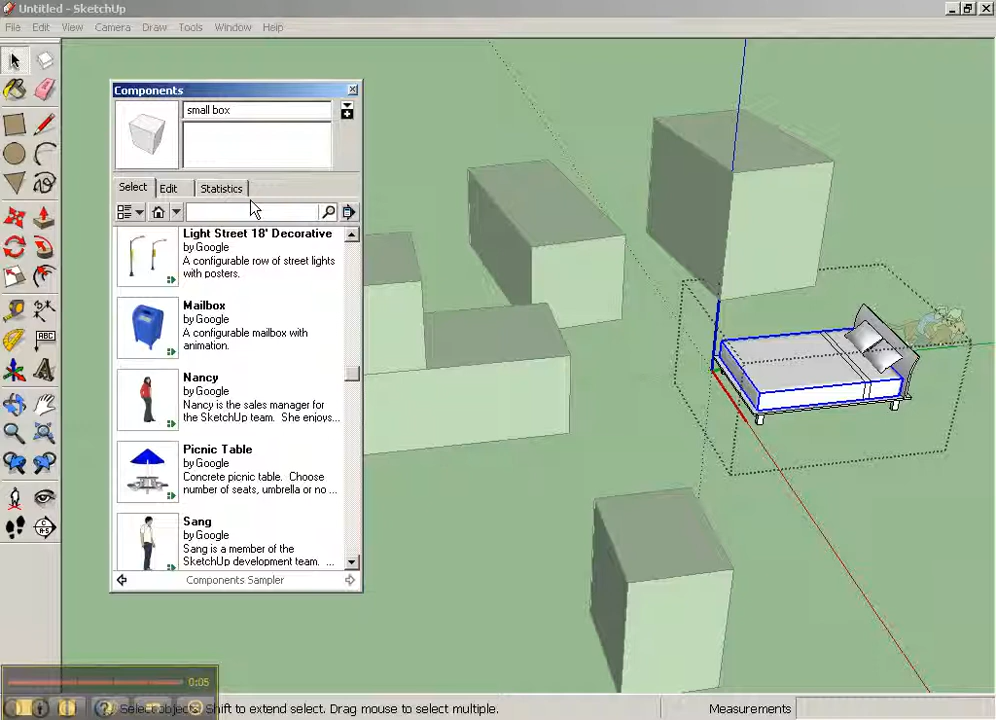 Untitled - SketchUp
File Edit View Camera Draw Tools Window Help
Components
small box
Select Edit Statistics
Light Street 18' Decorative
by Google
A configurable row of street lights
with posters.
Mailbox
by Google
A configurable mailbox with
animation.
Nancy
by Google
Nancy is the sales manager for
the SketchUp team. She enjoys...
Picnic Table
by Google
Concrete picnic table. Choose
number of seats, umbrella or no ...
Sang
by Google
Sang is a member of the
SketchUp development team. ...
Components Sampler
ABC
0:05
Select objects. Shift to extend select. Drag mouse to select multiple.
Measurements